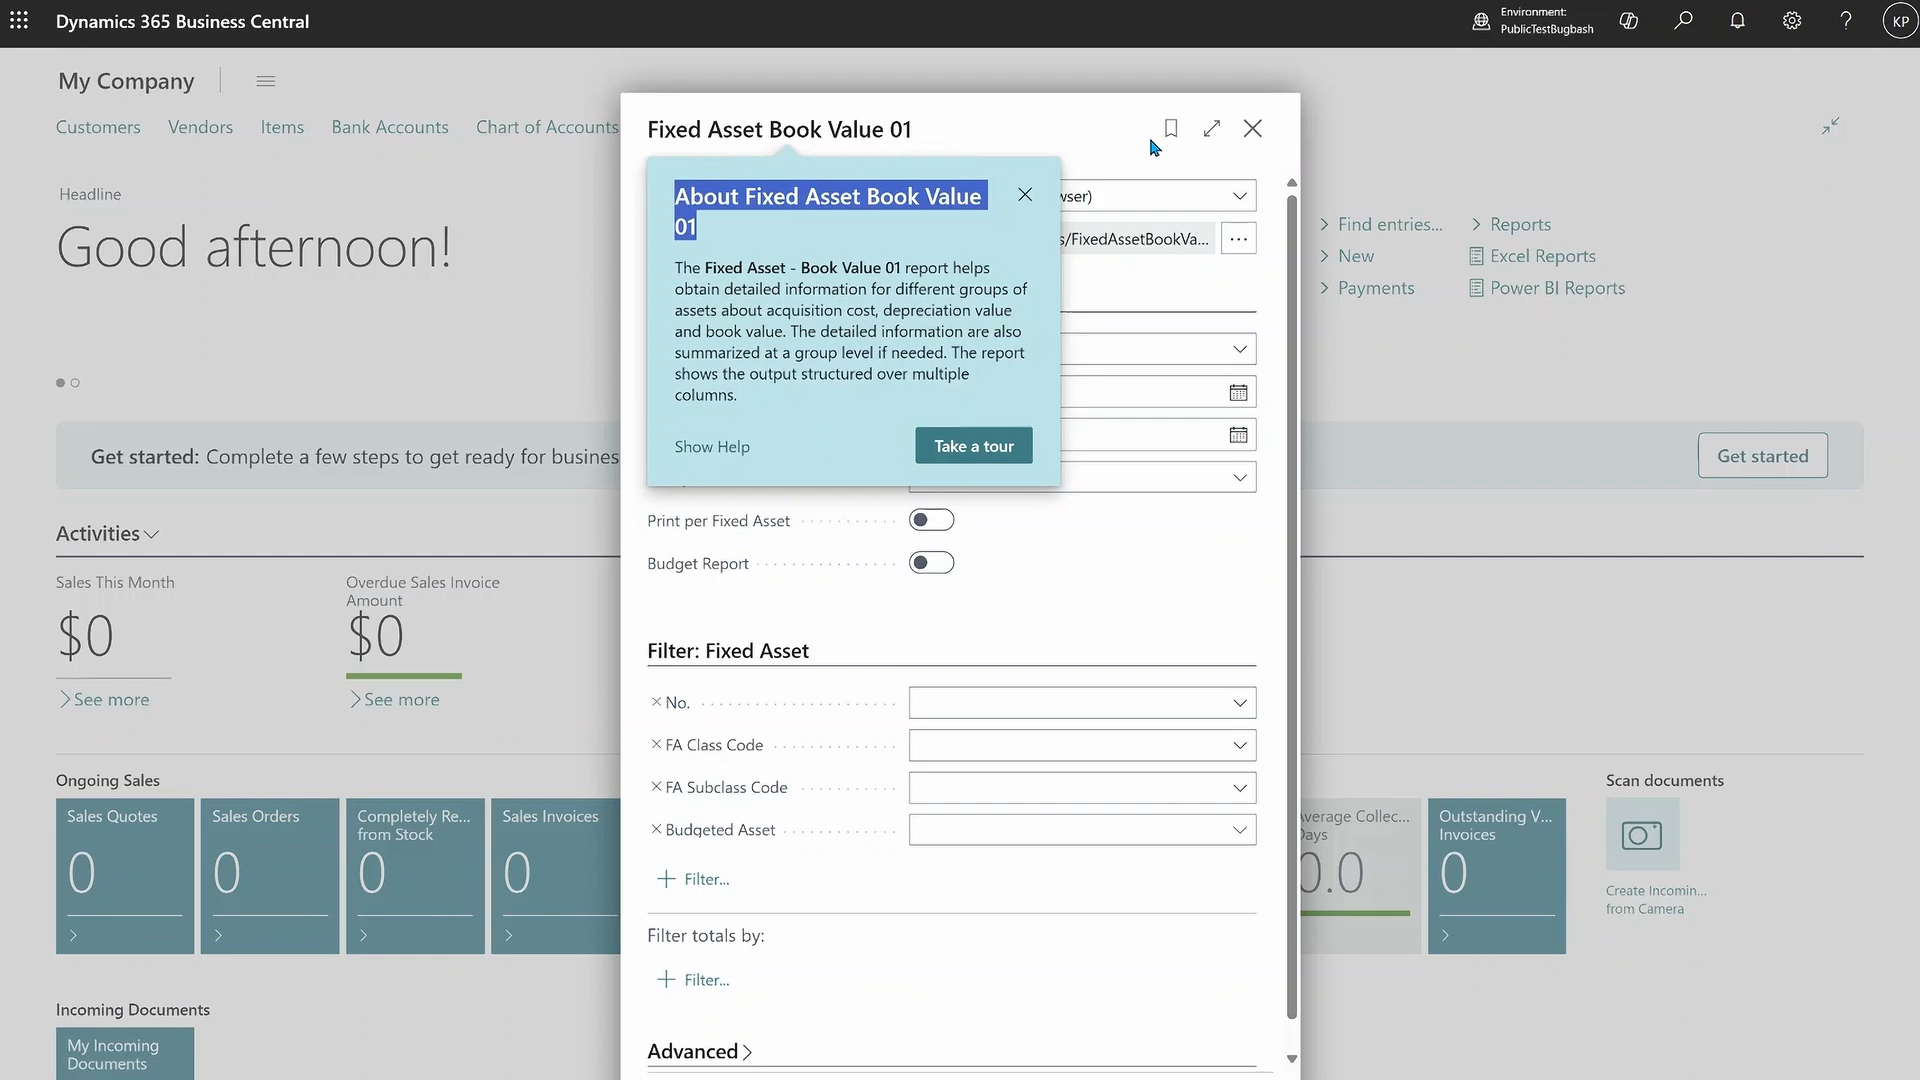 Dynamics 365 Business Central
Environment:
PublicTestBugbash
KP
My Company
Customers
Vendors
Items
Bank Accounts
Chart of Accounts
Headline
Good afternoon!
Find entries...
New
Payments
Reports
Excel Reports
Power BI Reports
Get started: Complete a few steps to get ready for business
Get started
Activities
Sales This Month
$0
See more
Overdue Sales Invoice
Amount
$0
See more
Ongoing Sales
Sales Quotes
0
Sales Orders
0
Completely Re...
from Stock
0
Sales Invoices
0
Average Collec...
Days
0.0
Outstanding V...
Invoices
0
Scan documents
Create Incomin...
from Camera
Incoming Documents
My Incoming
Documents
Fixed Asset Book Value 01
About Fixed Asset Book Value
01
The Fixed Asset - Book Value 01 report helps
obtain detailed information for different groups of
assets about acquisition cost, depreciation value
and book value. The detailed information are also
summarized at a group level if needed. The report
shows the output structured over multiple
columns.
Show Help
Take a tour
wser)
s/FixedAssetBookVa...
Print per Fixed Asset
Budget Report
Filter: Fixed Asset
No.
FA Class Code
FA Subclass Code
Budgeted Asset
Filter...
Filter totals by:
Filter...
Advanced